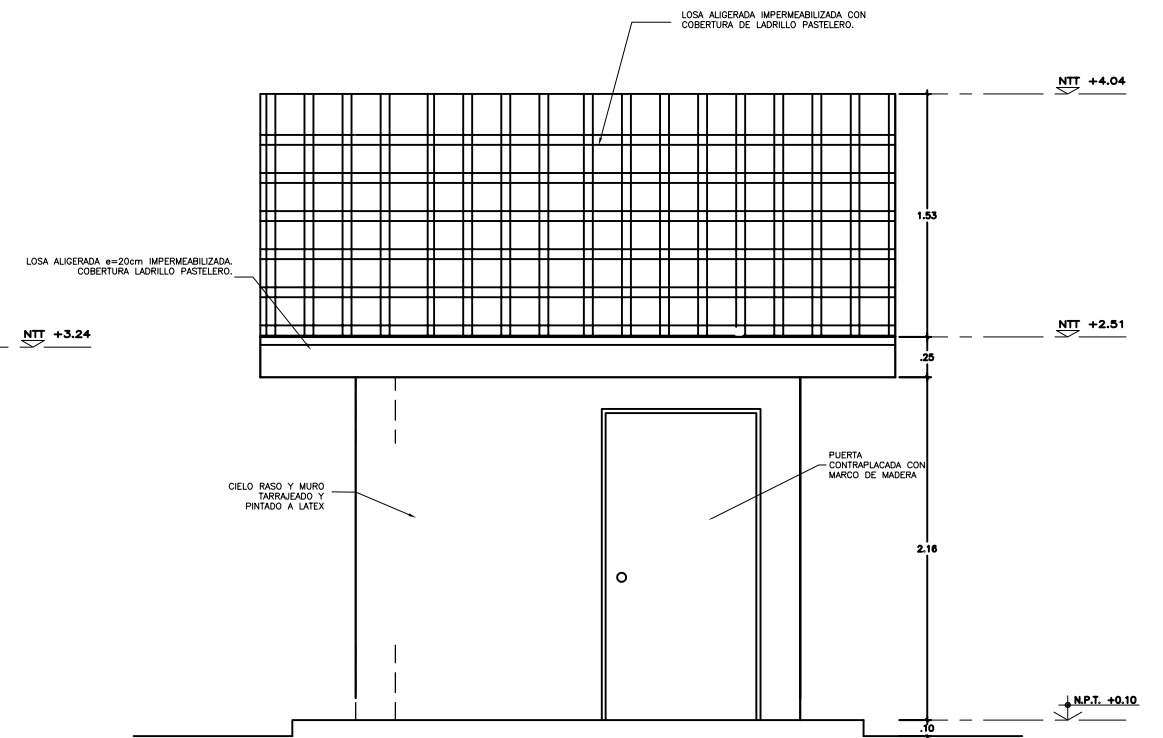 LOSA ALIGERADA IMPERMEABILIZADA CON
COBERTURA DE LADRILLO PASTELERO.
NTT +4.04
1.53
LOSA ALIGERADA e=20cm IMPERMEABILIZADA.
COBERTURA LADRILLO PASTELERO.
NTT +3.24
NTT +2.51
.25
PUERTA
CONTRAPLACADA CON
MARCO DE MADERA
CIELO RASO Y MURO
TARRAJEADO Y
PINTADO A LATEX
2.16
N.P.T. +0.10
.10